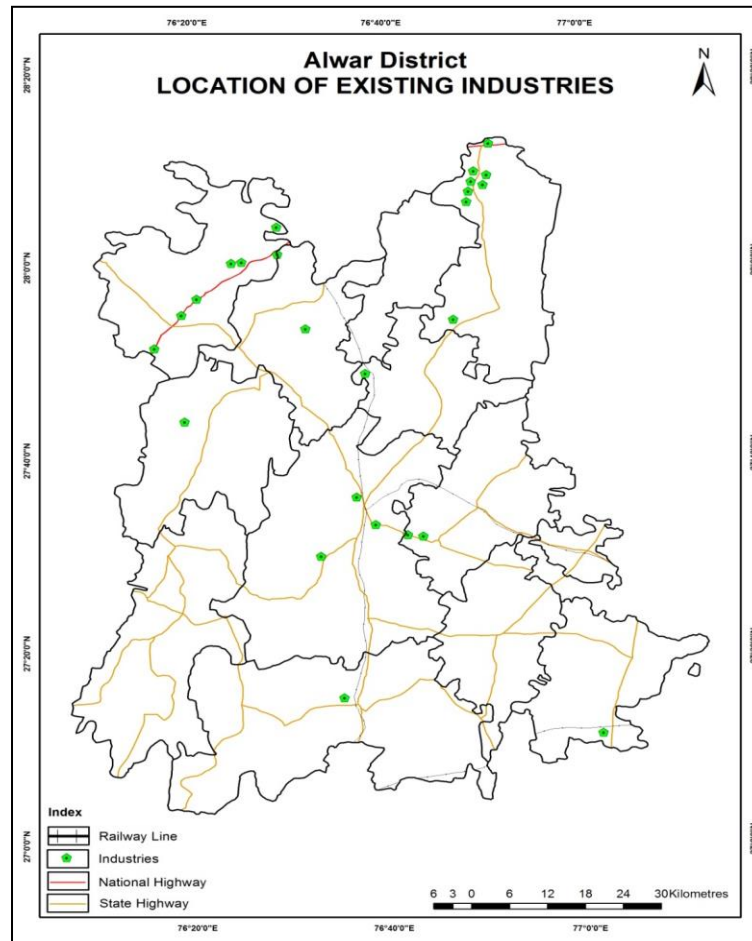 76°20'0"E 76°40'0"E 77°0'0"E
Alwar District
LOCATION OF EXISTING INDUSTRIES
N
28°20'0"N
28°0'0"N
27°40'0"N
27°20'0"N
27°0'0"N
Index
Railway Line
Industries
National Highway
State Highway
6 3 0 6 12 18 24 30Kilometres
76°20'0"E 76°40'0"E 77°0'0"E